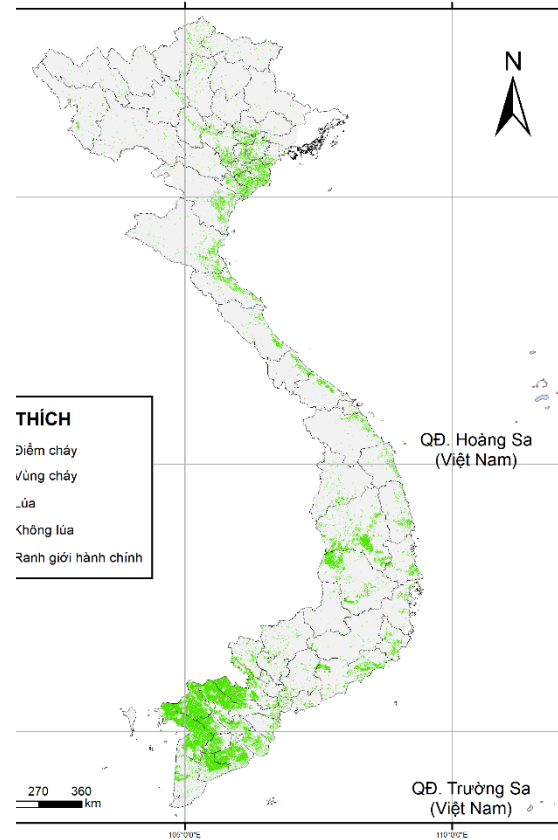 N
THÍCH
Điểm cháy
Vùng cháy
Lúa
Không lúa
Ranh giới hành chính
QĐ. Hoàng Sa
(Việt Nam)
270 360
km
QĐ. Trường Sa
(Việt Nam)
105°0'0"E
110°0'0"E